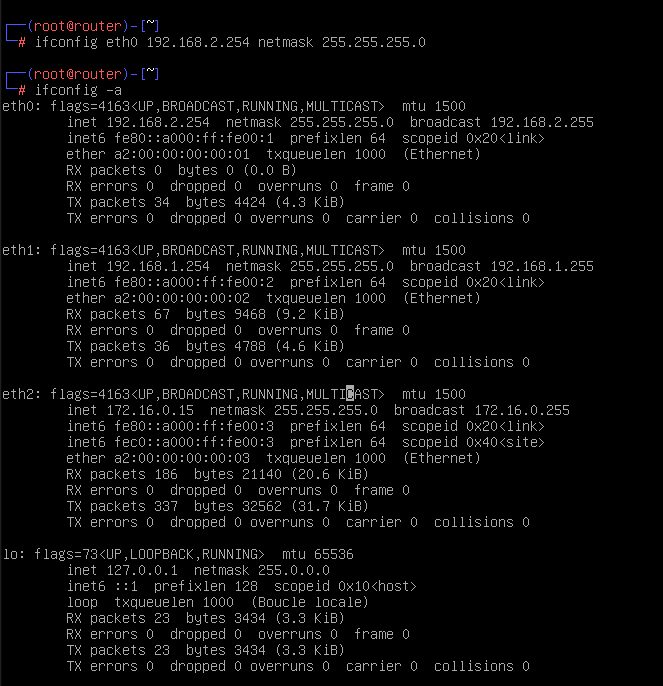 ┌──(root@router)-[~]
└─# ifconfig eth0 192.168.2.254 netmask 255.255.255.0
┌──(root@router)-[~]
└─# ifconfig -a
eth0: flags=4163<UP,BROADCAST,RUNNING,MULTICAST>  mtu 1500
        inet 192.168.2.254  netmask 255.255.255.0  broadcast 192.168.2.255
        inet6 fe80::a000:ff:fe00:1  prefixlen 64  scopeid 0x20<link>
        ether a2:00:00:00:00:01  txqueuelen 1000  (Ethernet)
        RX packets 0  bytes 0 (0.0 B)
        RX errors 0  dropped 0  overruns 0  frame 0
        TX packets 34  bytes 4424 (4.3 KiB)
        TX errors 0  dropped 0 overruns 0  carrier 0  collisions 0
eth1: flags=4163<UP,BROADCAST,RUNNING,MULTICAST>  mtu 1500
        inet 192.168.1.254  netmask 255.255.255.0  broadcast 192.168.1.255
        inet6 fe80::a000:ff:fe00:2  prefixlen 64  scopeid 0x20<link>
        ether a2:00:00:00:00:02  txqueuelen 1000  (Ethernet)
        RX packets 67  bytes 9468 (9.2 KiB)
        RX errors 0  dropped 0  overruns 0  frame 0
        TX packets 36  bytes 4788 (4.6 KiB)
        TX errors 0  dropped 0 overruns 0  carrier 0  collisions 0
eth2: flags=4163<UP,BROADCAST,RUNNING,MULTICAST>  mtu 1500
        inet 172.16.0.15  netmask 255.255.255.0  broadcast 172.16.0.255
        inet6 fe80::a000:ff:fe00:3  prefixlen 64  scopeid 0x20<link>
        inet6 fec0::a000:ff:fe00:3  prefixlen 64  scopeid 0x40<site>
        ether a2:00:00:00:00:03  txqueuelen 1000  (Ethernet)
        RX packets 186  bytes 21140 (20.6 KiB)
        RX errors 0  dropped 0  overruns 0  frame 0
        TX packets 337  bytes 32562 (31.7 KiB)
        TX errors 0  dropped 0 overruns 0  carrier 0  collisions 0
lo: flags=73<UP,LOOPBACK,RUNNING>  mtu 65536
        inet 127.0.0.1  netmask 255.0.0.0
        inet6 ::1  prefixlen 128  scopeid 0x10<host>
        loop  txqueuelen 1000  (Boucle locale)
        RX packets 23  bytes 3434 (3.3 KiB)
        RX errors 0  dropped 0  overruns 0  frame 0
        TX packets 23  bytes 3434 (3.3 KiB)
        TX errors 0  dropped 0 overruns 0  carrier 0  collisions 0